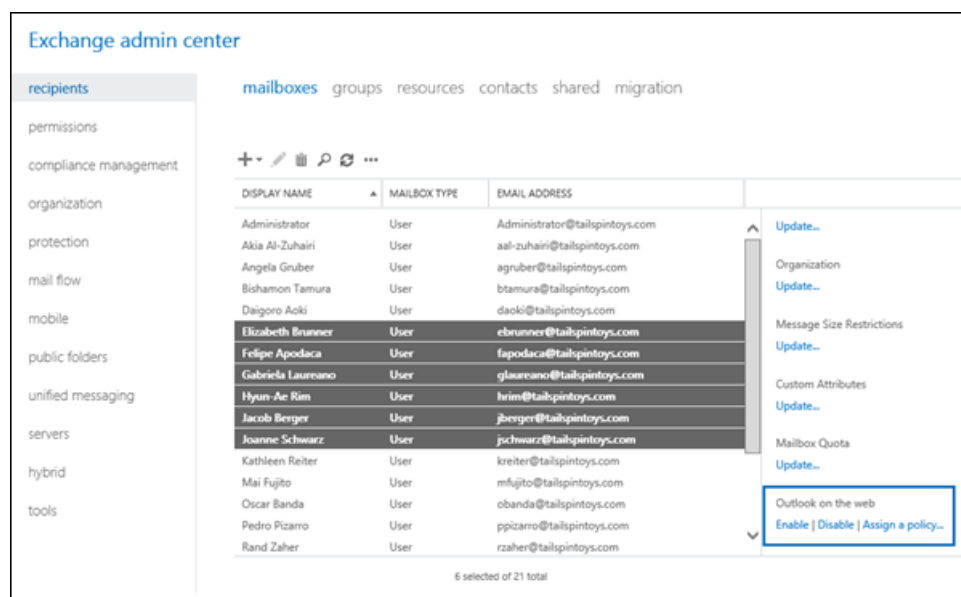 Exchange admin center
recipients
permissions
compliance management
organization
protection
mail flow
mobile
public folders
unified messaging
servers
hybrid
tools
mailboxes groups resources contacts shared migration
DISPLAY NAME MAILBOX TYPE EMAIL ADDRESS
Administrator User Administrator@tailspintoys.com
Akia Al-Zuhairi User aal-zuhairi@tailspintoys.com
Angela Gruber User agruber@tailspintoys.com
Bishamon Tamura User btamura@tailspintoys.com
Daigoro Aoki User daoki@tailspintoys.com
Elizabeth Brunner User ebrunner@tailspintoys.com
Felipe Apodaca User fapodaca@tailspintoys.com
Gabriela Laureano User glaureano@tailspintoys.com
Hyun-Ae Rim User hrim@tailspintoys.com
Jacob Berger User jberger@tailspintoys.com
Joanne Schwarz User jschwarz@tailspintoys.com
Kathleen Reiter User kreiter@tailspintoys.com
Mai Fujito User mfujito@tailspintoys.com
Oscar Banda User obanda@tailspintoys.com
Pedro Pizarro User ppizarro@tailspintoys.com
Rand Zaher User rzaher@tailspintoys.com
Update...
Organization
Update...
Message Size Restrictions
Update...
Custom Attributes
Update...
Mailbox Quota
Update...
Outlook on the web
Enable | Disable | Assign a policy...
6 selected of 21 total